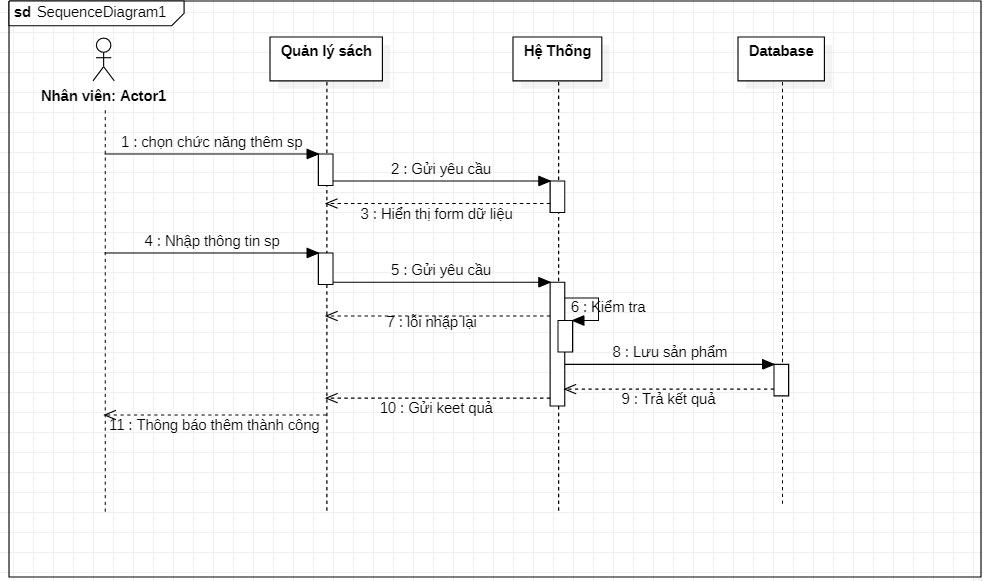 sd SequenceDiagram1
Quản lý sách
Hệ Thống
Database
Nhân viên: Actor1
1 : chọn chức năng thêm sp
2 : Gửi yêu cầu
3 : Hiển thị form dữ liệu
4 : Nhập thông tin sp
5 : Gửi yêu cầu
6 : Kiểm tra
7 : lỗi nhập lại
8 : Lưu sản phẩm
9 : Trả kết quả
10 : Gửi keet quả
11 : Thông báo thêm thành công